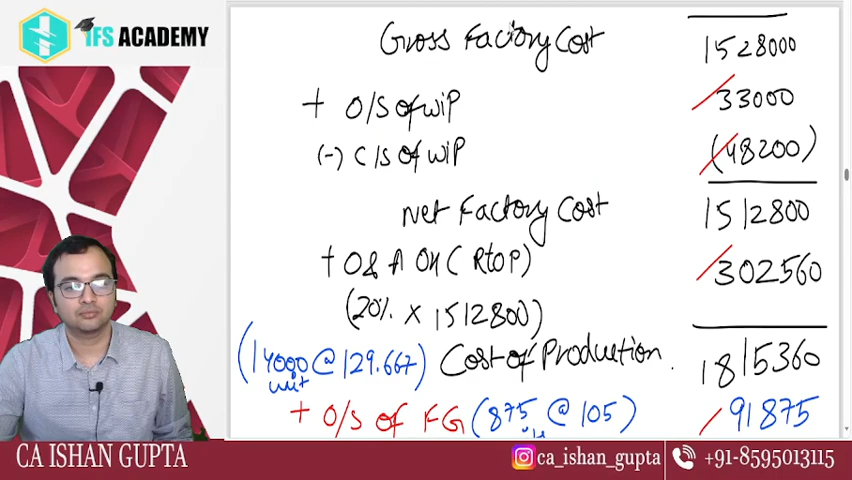 IFS ACADEMY
Gross Factory Cost 1528000
+ O/S of WIP 33000
(-) C/S of WIP (48200)
Net Factory Cost 1512800
+ O & A OH (RtoP) 302560
(20% x 1512800)
(14000 @ 129.667) Cost of Production. 1815360
unit
+ O/S of FG (875 @ 105) 91875
CA ISHAN GUPTA
ca_ishan_gupta
+91-8595013115